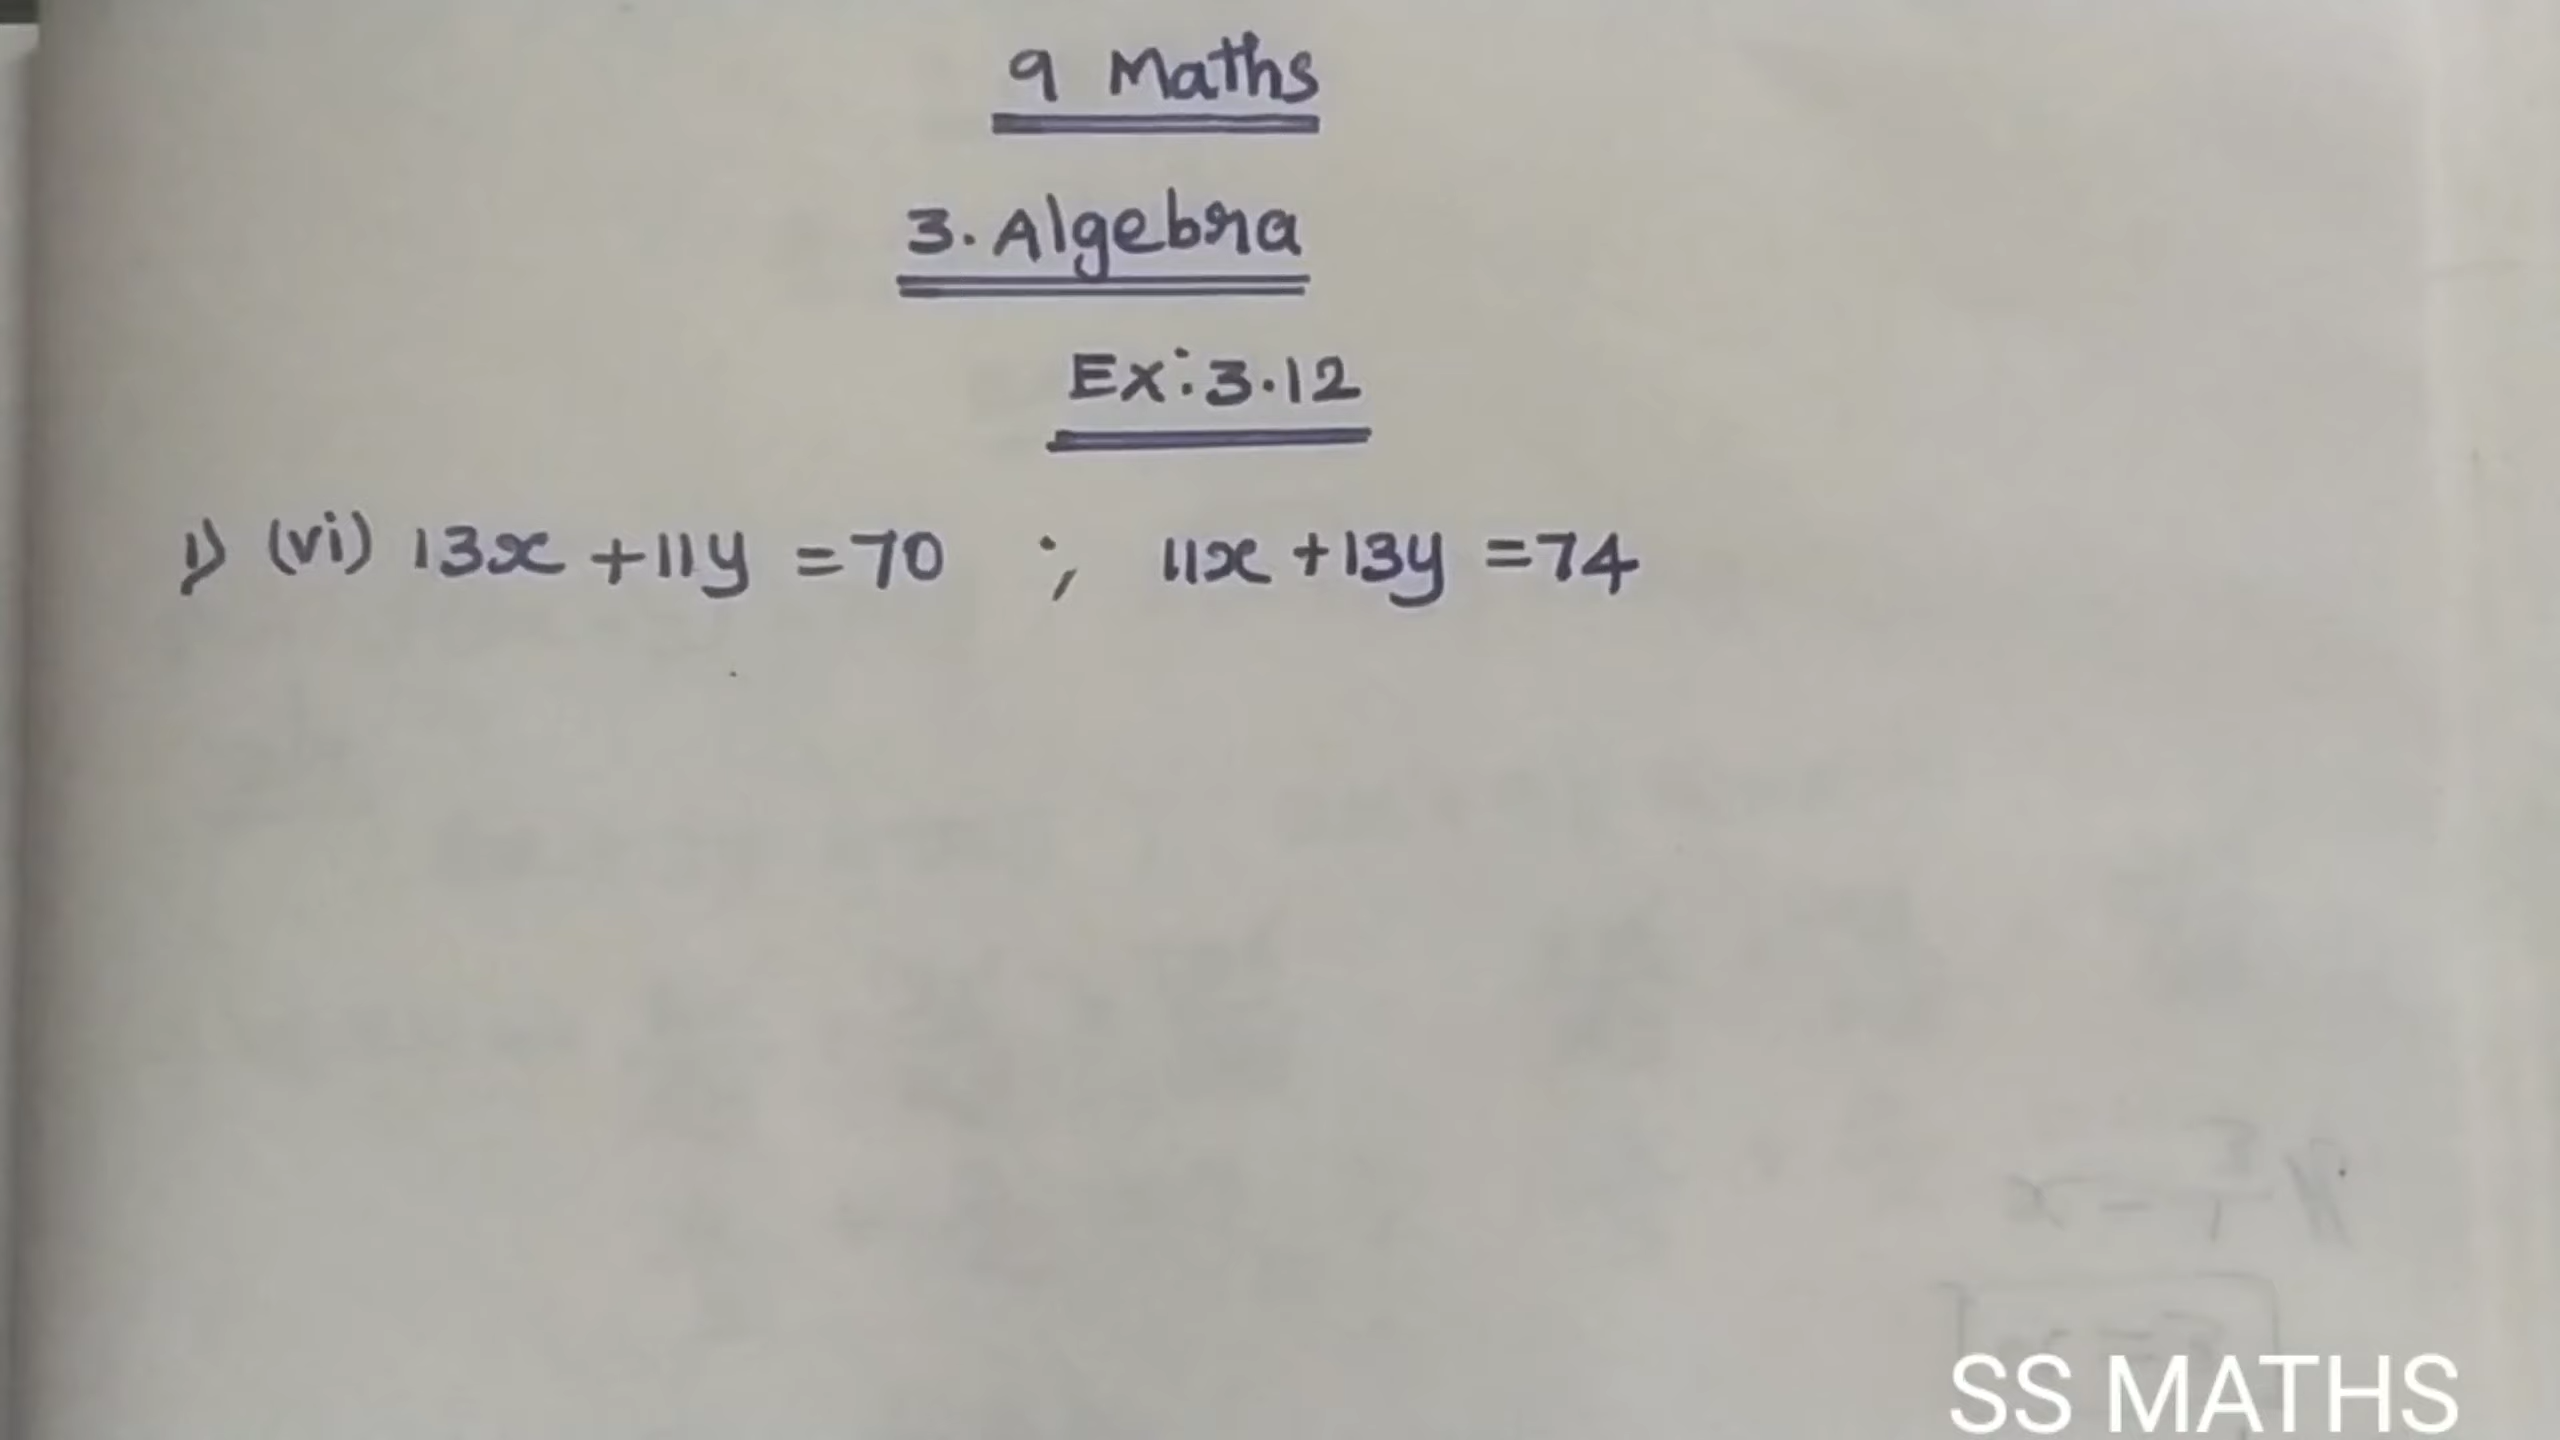 9 Maths
3. Algebra
Ex: 3.12
1) (vi) 13x + 11y = 70 ; 11x + 13y = 74
SS MATHS